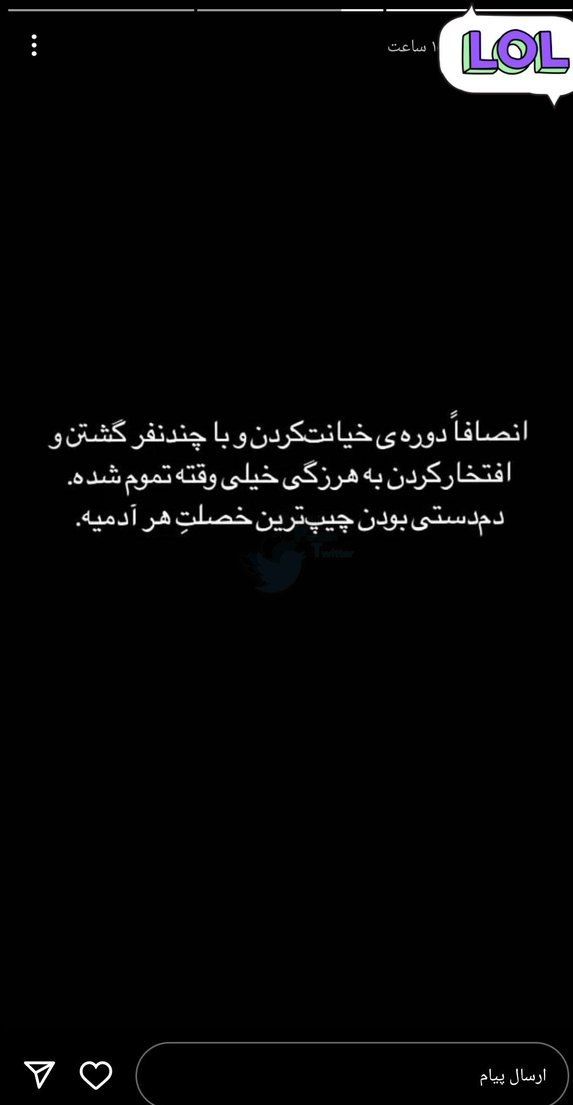 LOL
۱ ساعت
انصافاً دوره ی خیانت‌کردن و با چندنفر گشتن و
افتخارکردن به هرزگی خیلی وقته تموم شده.
دم‌دستی بودن چیپ‌ترین خصلتِ هر آدمیه.
Twitter
ارسال پیام